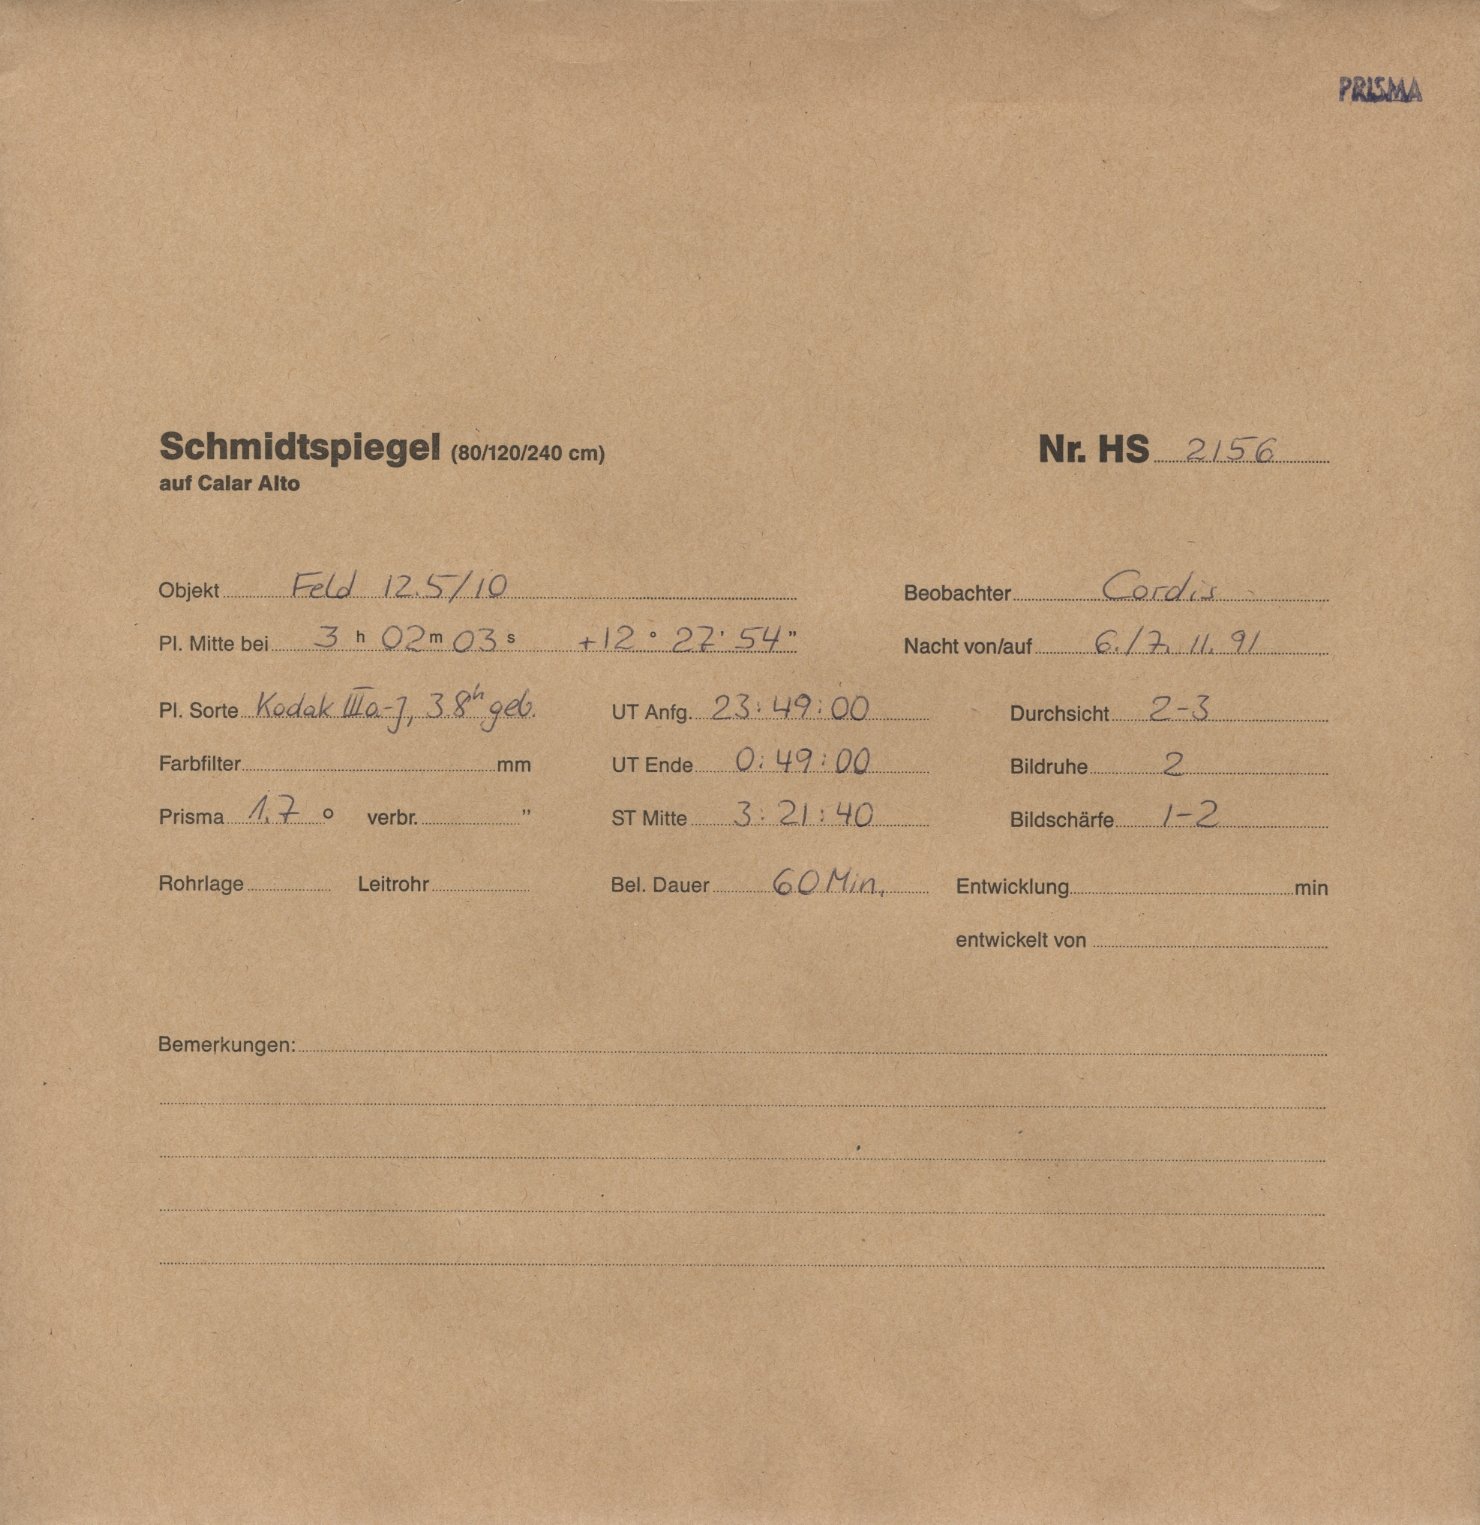 PRISMA
Schmidtspiegel (80/120/240 cm) Nr. HS 2156
auf Calar Alto
Objekt Feld 12.5/10 Beobachter Cordis
Pl. Mitte bei 3 h 02 m 03 s +12 ° 27' 54" Nacht von/auf 6./7. 11. 91
Pl. Sorte Kodak IIIa-J, 3.8h geb. UT Anfg. 23:49:00 Durchsicht 2-3
Farbfilter mm UT Ende 0:49:00 Bildruhe 2
Prisma 1.7 ° verbr. " ST Mitte 3:21:40 Bildschärfe 1-2
Rohrlage Leitrohr Bel. Dauer 60 Min. Entwicklung min
entwickelt von
Bemerkungen: